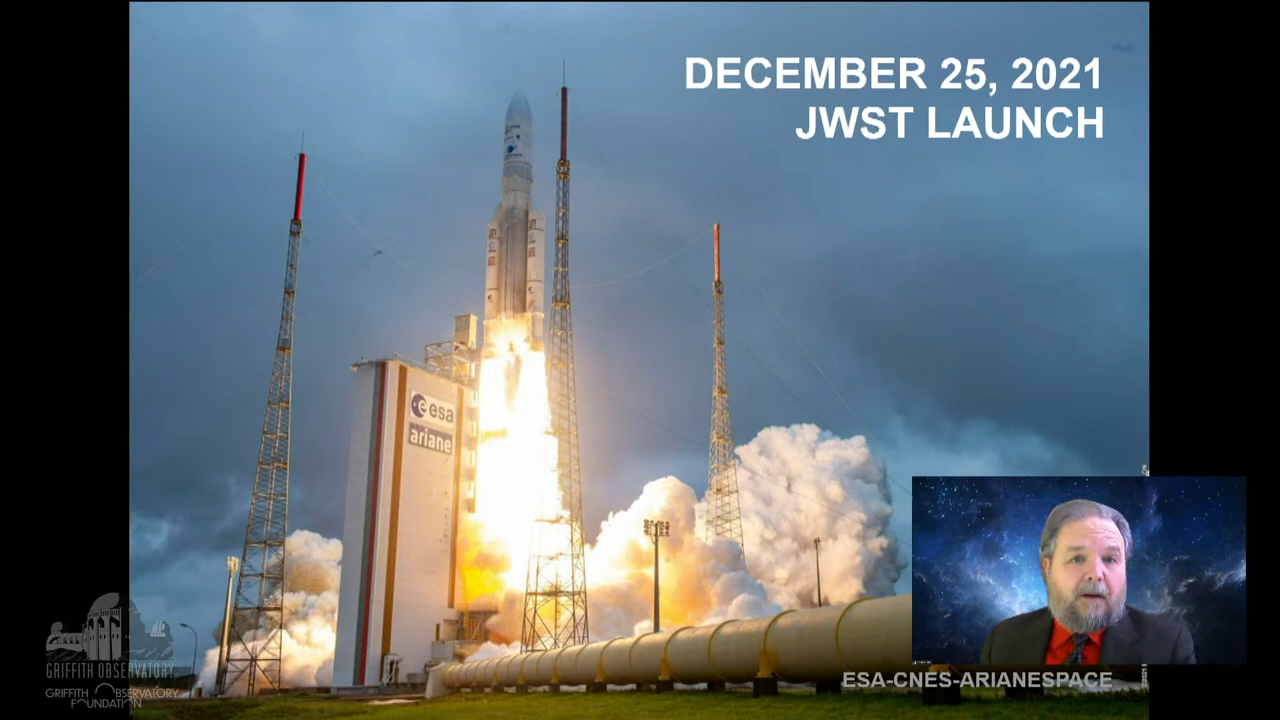 DECEMBER 25, 2021
JWST LAUNCH
esa
ariane
GRIFFITH OBSERVATORY
GRIFFITH OBSERVATORY
FOUNDATION
ESA-CNES-ARIANESPACE